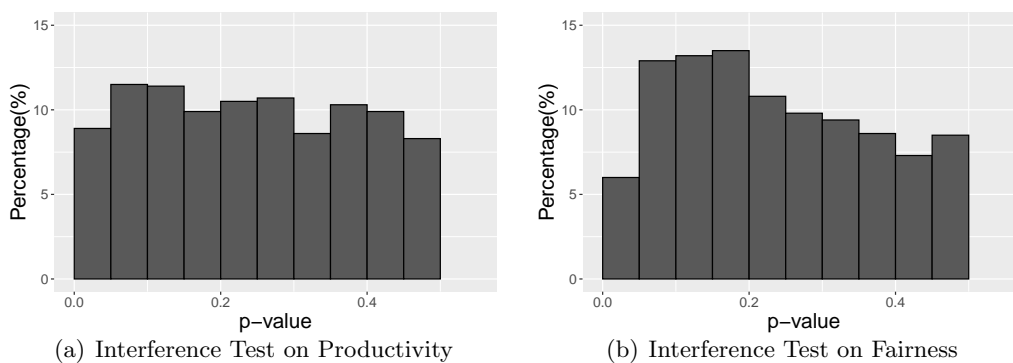 15
10
5
0
Percentage(%)
0.0 0.2 0.4
p−value
(a) Interference Test on Productivity
15
10
5
0
Percentage(%)
0.0 0.2 0.4
p−value
(b) Interference Test on Fairness